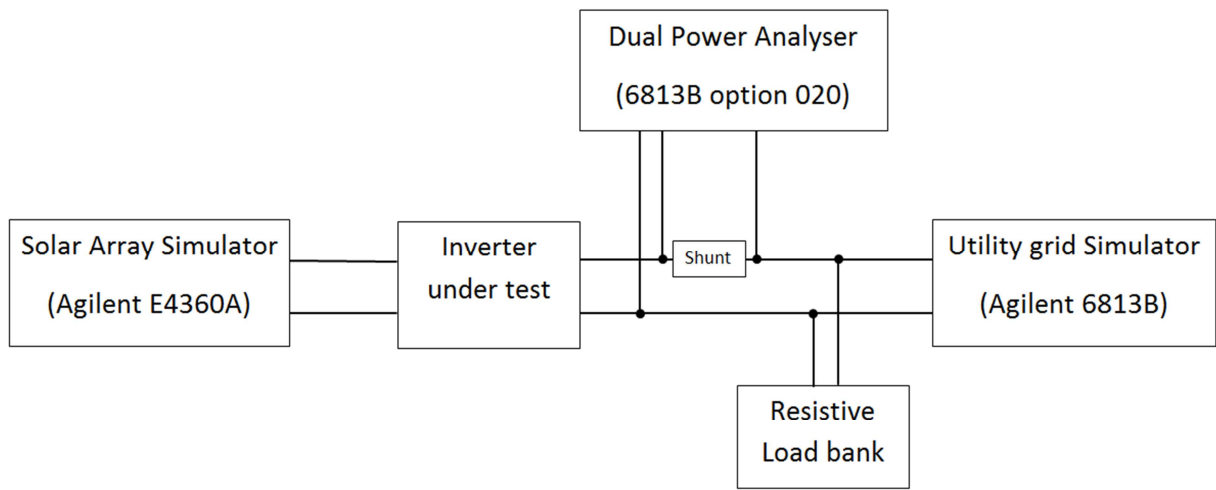 Dual Power Analyser
(6813B option 020)
Solar Array Simulator
(Agilent E4360A)
Inverter
under test
Shunt
Utility grid Simulator
(Agilent 6813B)
Resistive
Load bank